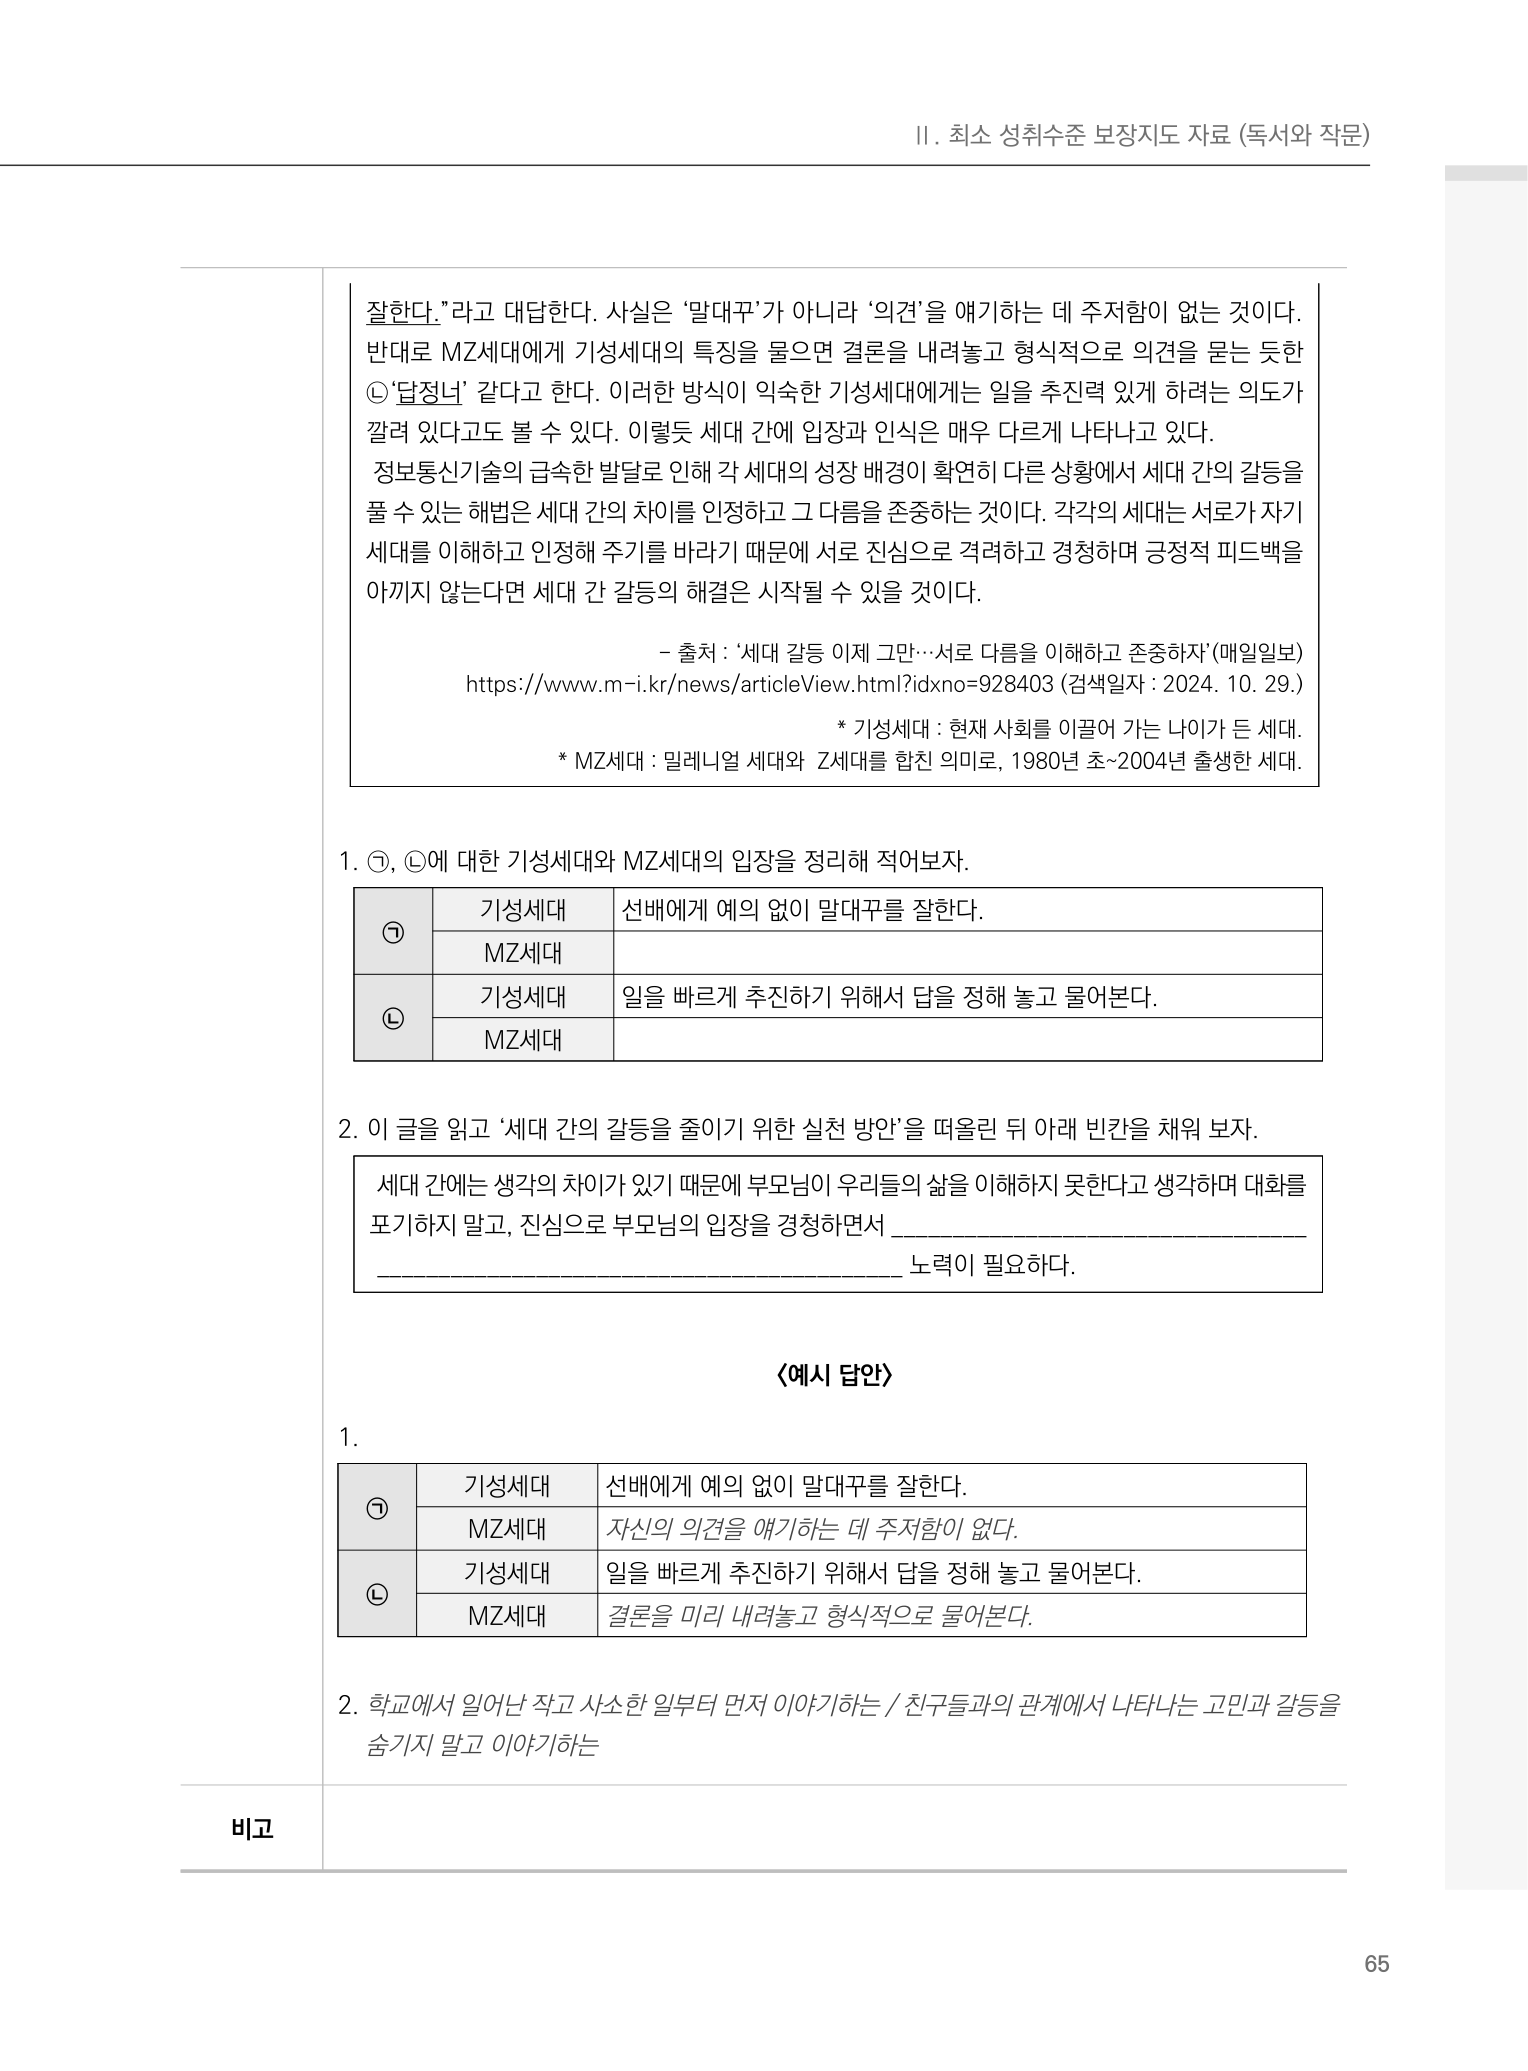 Ⅱ. 최소 성취수준 보장지도 자료 (독서와 작문)
잘한다.”라고 대답한다. 사실은 ‘말대꾸’가 아니라 ‘의견’을 얘기하는 데 주저함이 없는 것이다.
반대로 MZ세대에게 기성세대의 특징을 물으면 결론을 내려놓고 형식적으로 의견을 묻는 듯한
㉡‘답정너’ 같다고 한다. 이러한 방식이 익숙한 기성세대에게는 일을 추진력 있게 하려는 의도가
깔려 있다고도 볼 수 있다. 이렇듯 세대 간에 입장과 인식은 매우 다르게 나타나고 있다.
정보통신기술의 급속한 발달로 인해 각 세대의 성장 배경이 확연히 다른 상황에서 세대 간의 갈등을
풀 수 있는 해법은 세대 간의 차이를 인정하고 그 다름을 존중하는 것이다. 각각의 세대는 서로가 자기
세대를 이해하고 인정해 주기를 바라기 때문에 서로 진심으로 격려하고 경청하며 긍정적 피드백을
아끼지 않는다면 세대 간 갈등의 해결은 시작될 수 있을 것이다.
- 출처 : ‘세대 갈등 이제 그만…서로 다름을 이해하고 존중하자’(매일일보)
https://www.m-i.kr/news/articleView.html?idxno=928403 (검색일자 : 2024. 10. 29.)
* 기성세대 : 현재 사회를 이끌어 가는 나이가 든 세대.
* MZ세대 : 밀레니얼 세대와 Z세대를 합친 의미로, 1980년 초~2004년 출생한 세대.
1. ㉠, ㉡에 대한 기성세대와 MZ세대의 입장을 정리해 적어보자.
㉠ 기성세대 선배에게 예의 없이 말대꾸를 잘한다.
MZ세대
㉡ 기성세대 일을 빠르게 추진하기 위해서 답을 정해 놓고 물어본다.
MZ세대
2. 이 글을 읽고 ‘세대 간의 갈등을 줄이기 위한 실천 방안’을 떠올린 뒤 아래 빈칸을 채워 보자.
세대 간에는 생각의 차이가 있기 때문에 부모님이 우리들의 삶을 이해하지 못한다고 생각하며 대화를
포기하지 말고, 진심으로 부모님의 입장을 경청하면서 __________________________________
___________________________________________ 노력이 필요하다.
〈예시 답안〉
1.
㉠ 기성세대 선배에게 예의 없이 말대꾸를 잘한다.
MZ세대 자신의 의견을 얘기하는 데 주저함이 없다.
㉡ 기성세대 일을 빠르게 추진하기 위해서 답을 정해 놓고 물어본다.
MZ세대 결론을 미리 내려놓고 형식적으로 물어본다.
2. 학교에서 일어난 작고 사소한 일부터 먼저 이야기하는 / 친구들과의 관계에서 나타나는 고민과 갈등을
숨기지 말고 이야기하는
비고
65